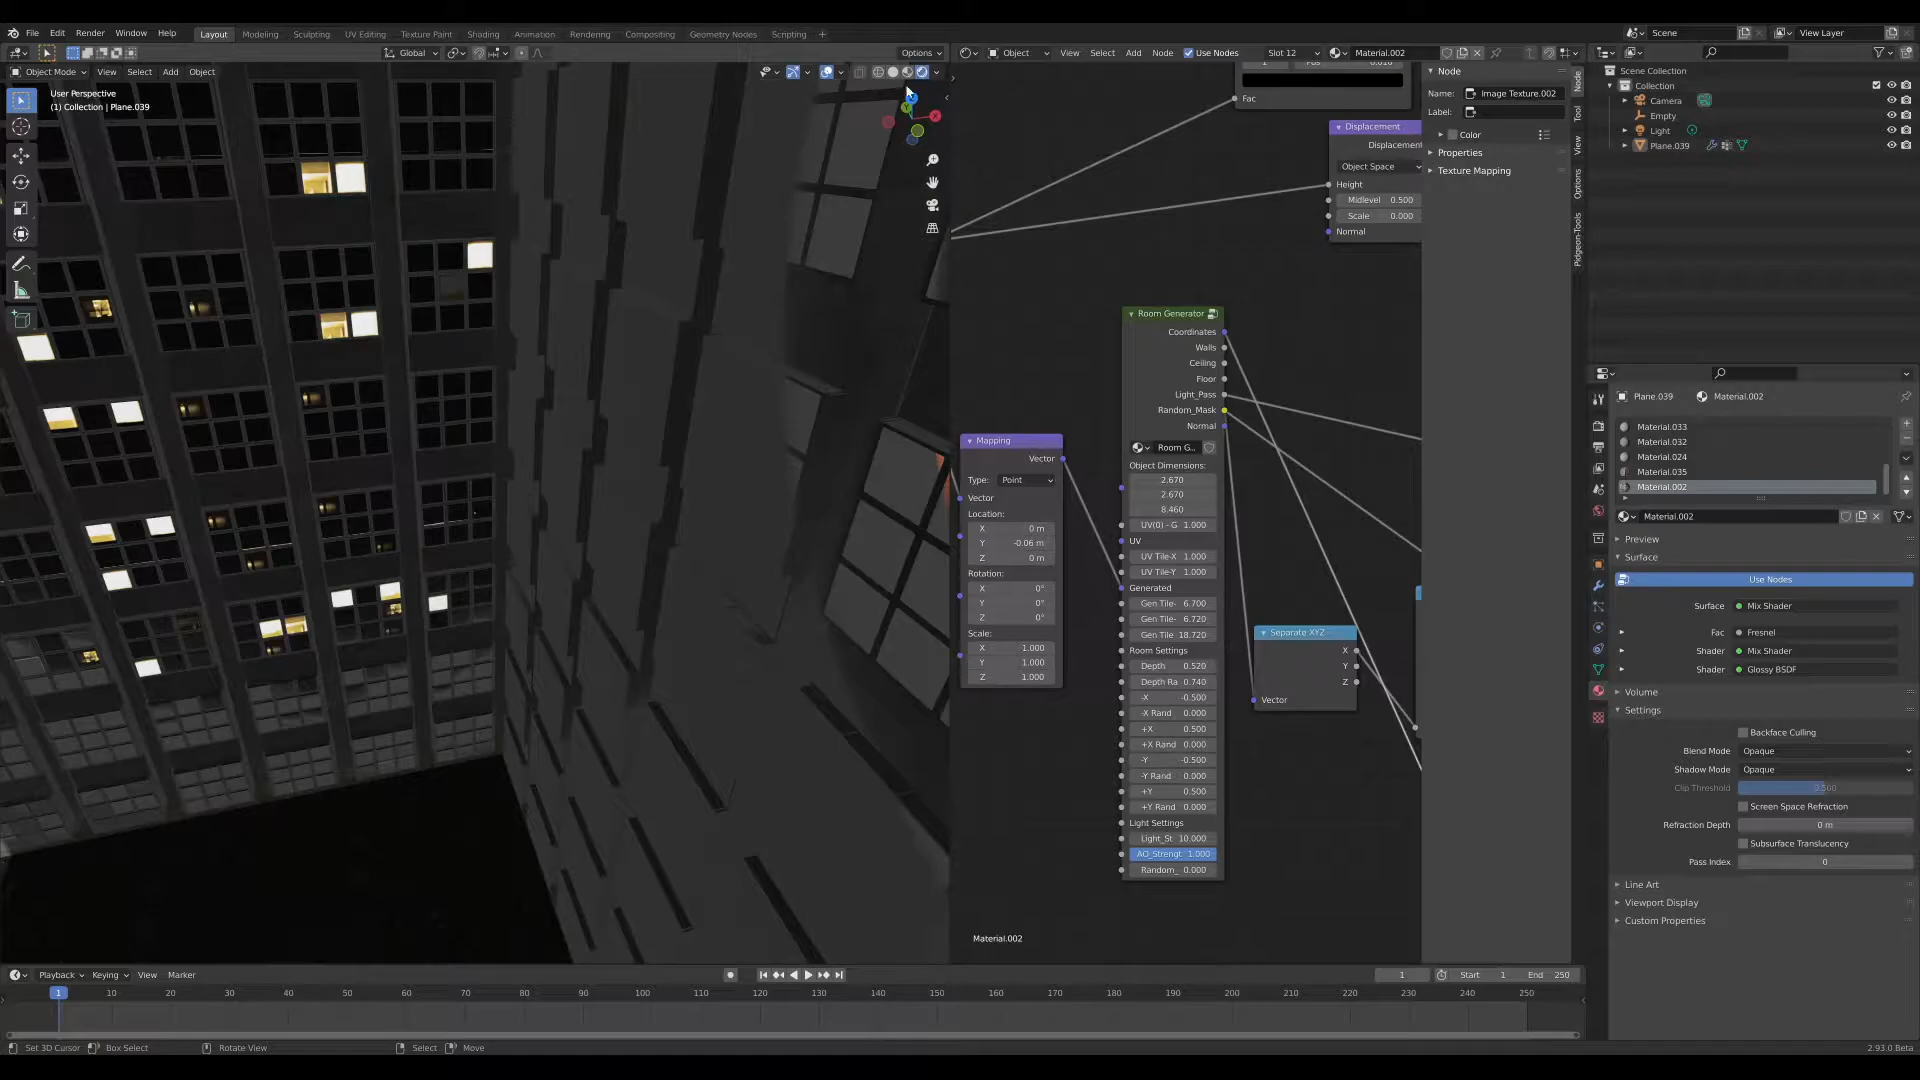 File Edit Render Window Help
Layout Modeling Sculpting UV Editing Texture Paint Shading Animation Rendering Compositing Geometry Nodes Scripting +
Scene
View Layer
Global
Options
Object
View Select Add Node Use Nodes
Slot 12
Material.002
Object Mode View Select Add Object
User Perspective
(1) Collection | Plane.039
Fac
Displacement
Displacement
Object Space
Height
Midlevel 0.500
Scale 0.000
Normal
Node
Name: Image Texture.002
Label:
Color
Properties
Texture Mapping
Node
Tool
View
Options
Pidgeon-Tools
Scene Collection
Collection
Camera
Empty
Light
Plane.039
Room Generator
Coordinates
Walls
Ceiling
Floor
Light_Pass
Random_Mask
Normal
Room G...
Object Dimensions:
2.670
2.670
8.460
UV(0) - G 1.000
UV
UV Tile-X 1.000
UV Tile-Y 1.000
Generated
Gen Tile- 6.700
Gen Tile- 6.720
Gen Tile 18.720
Room Settings
Depth 0.520
Depth Ra 0.740
-X -0.500
-X Rand 0.000
+X 0.500
+X Rand 0.000
-Y -0.500
-Y Rand 0.000
+Y 0.500
+Y Rand 0.000
Light Settings
Light_St 10.000
AO_Strengt 1.000
Random_ 0.000
Mapping
Vector
Type: Point
Vector
Location:
X 0 m
Y -0.06 m
Z 0 m
Rotation:
X 0°
Y 0°
Z 0°
Scale:
X 1.000
Y 1.000
Z 1.000
Separate XYZ
X
Y
Z
Vector
Material.002
Plane.039 Material.002
Material.033
Material.032
Material.024
Material.035
Material.002
Material.002
Preview
Surface
Use Nodes
Surface Mix Shader
Fac Fresnel
Shader Mix Shader
Shader Glossy BSDF
Volume
Settings
Backface Culling
Blend Mode Opaque
Shadow Mode Opaque
Clip Threshold 0.500
Screen Space Refraction
Refraction Depth 0 m
Subsurface Translucency
Pass Index 0
Line Art
Viewport Display
Custom Properties
Playback Keying View Marker
1 Start 1 End 250
1 10 20 30 40 50 60 70 80 90 100 110 120 130 140 150 160 170 180 190 200 210 220 230 240 250
Set 3D Cursor Box Select Rotate View Select Move
2.93.0 Beta